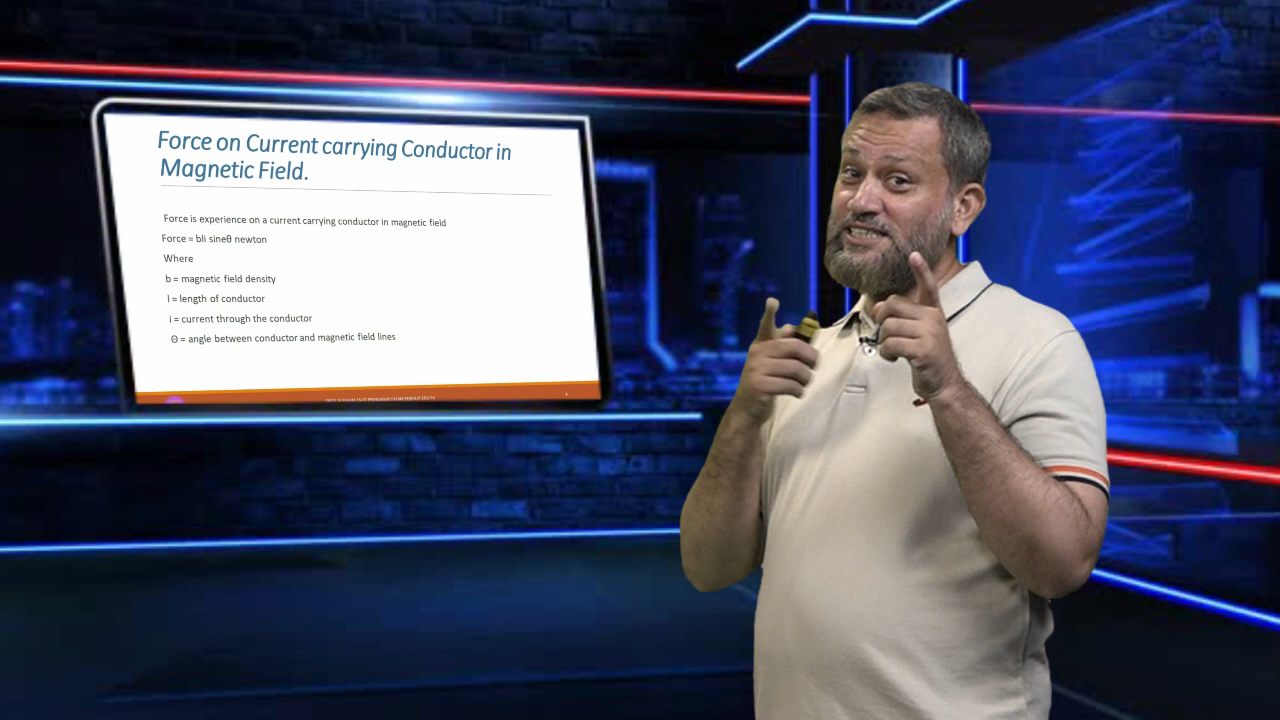 Force on Current carrying Conductor in
Magnetic Field.
Force is experience on a current carrying conductor in magnetic field
Force = bli sineθ newton
Where
b = magnetic field density
l = length of conductor
i = current through the conductor
Θ = angle between conductor and magnetic field lines